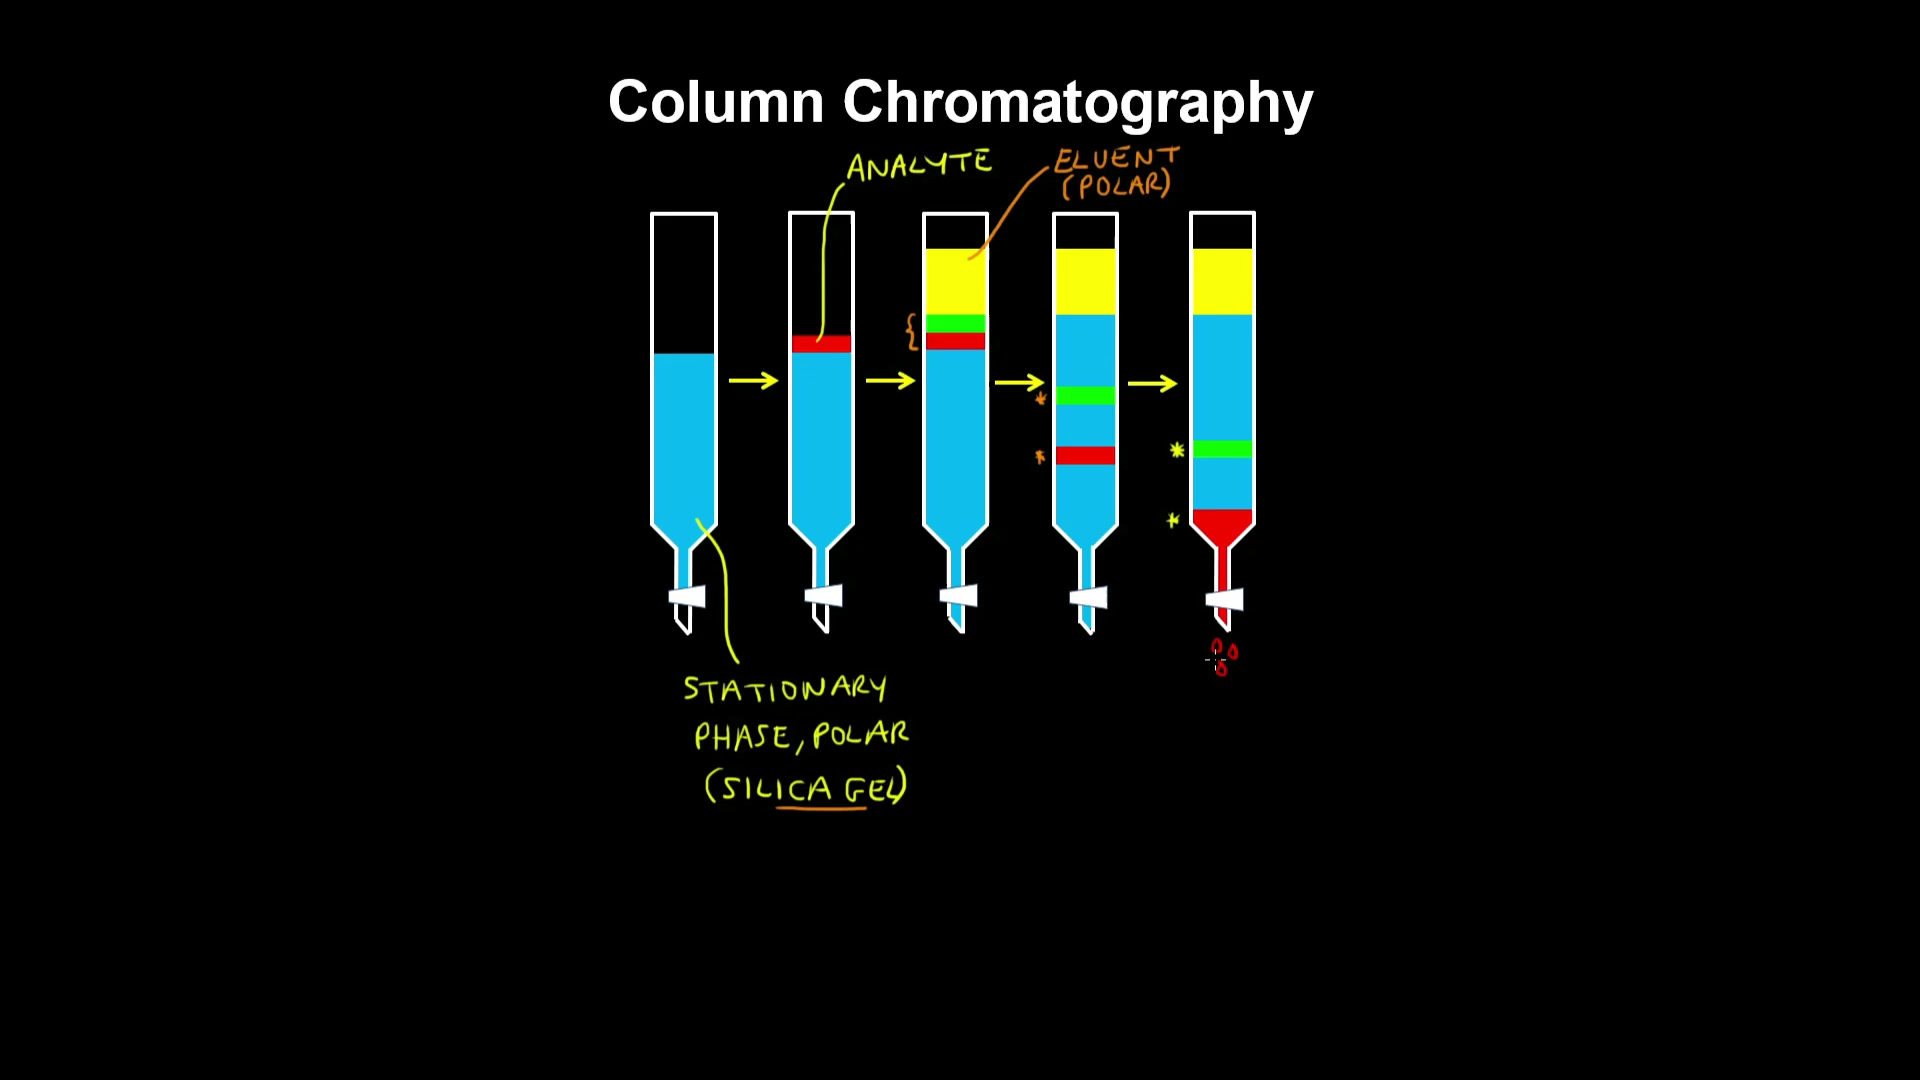 Column Chromatography
ANALYTE
ELUENT
(POLAR)
STATIONARY
PHASE, POLAR
(SILICA GEL)